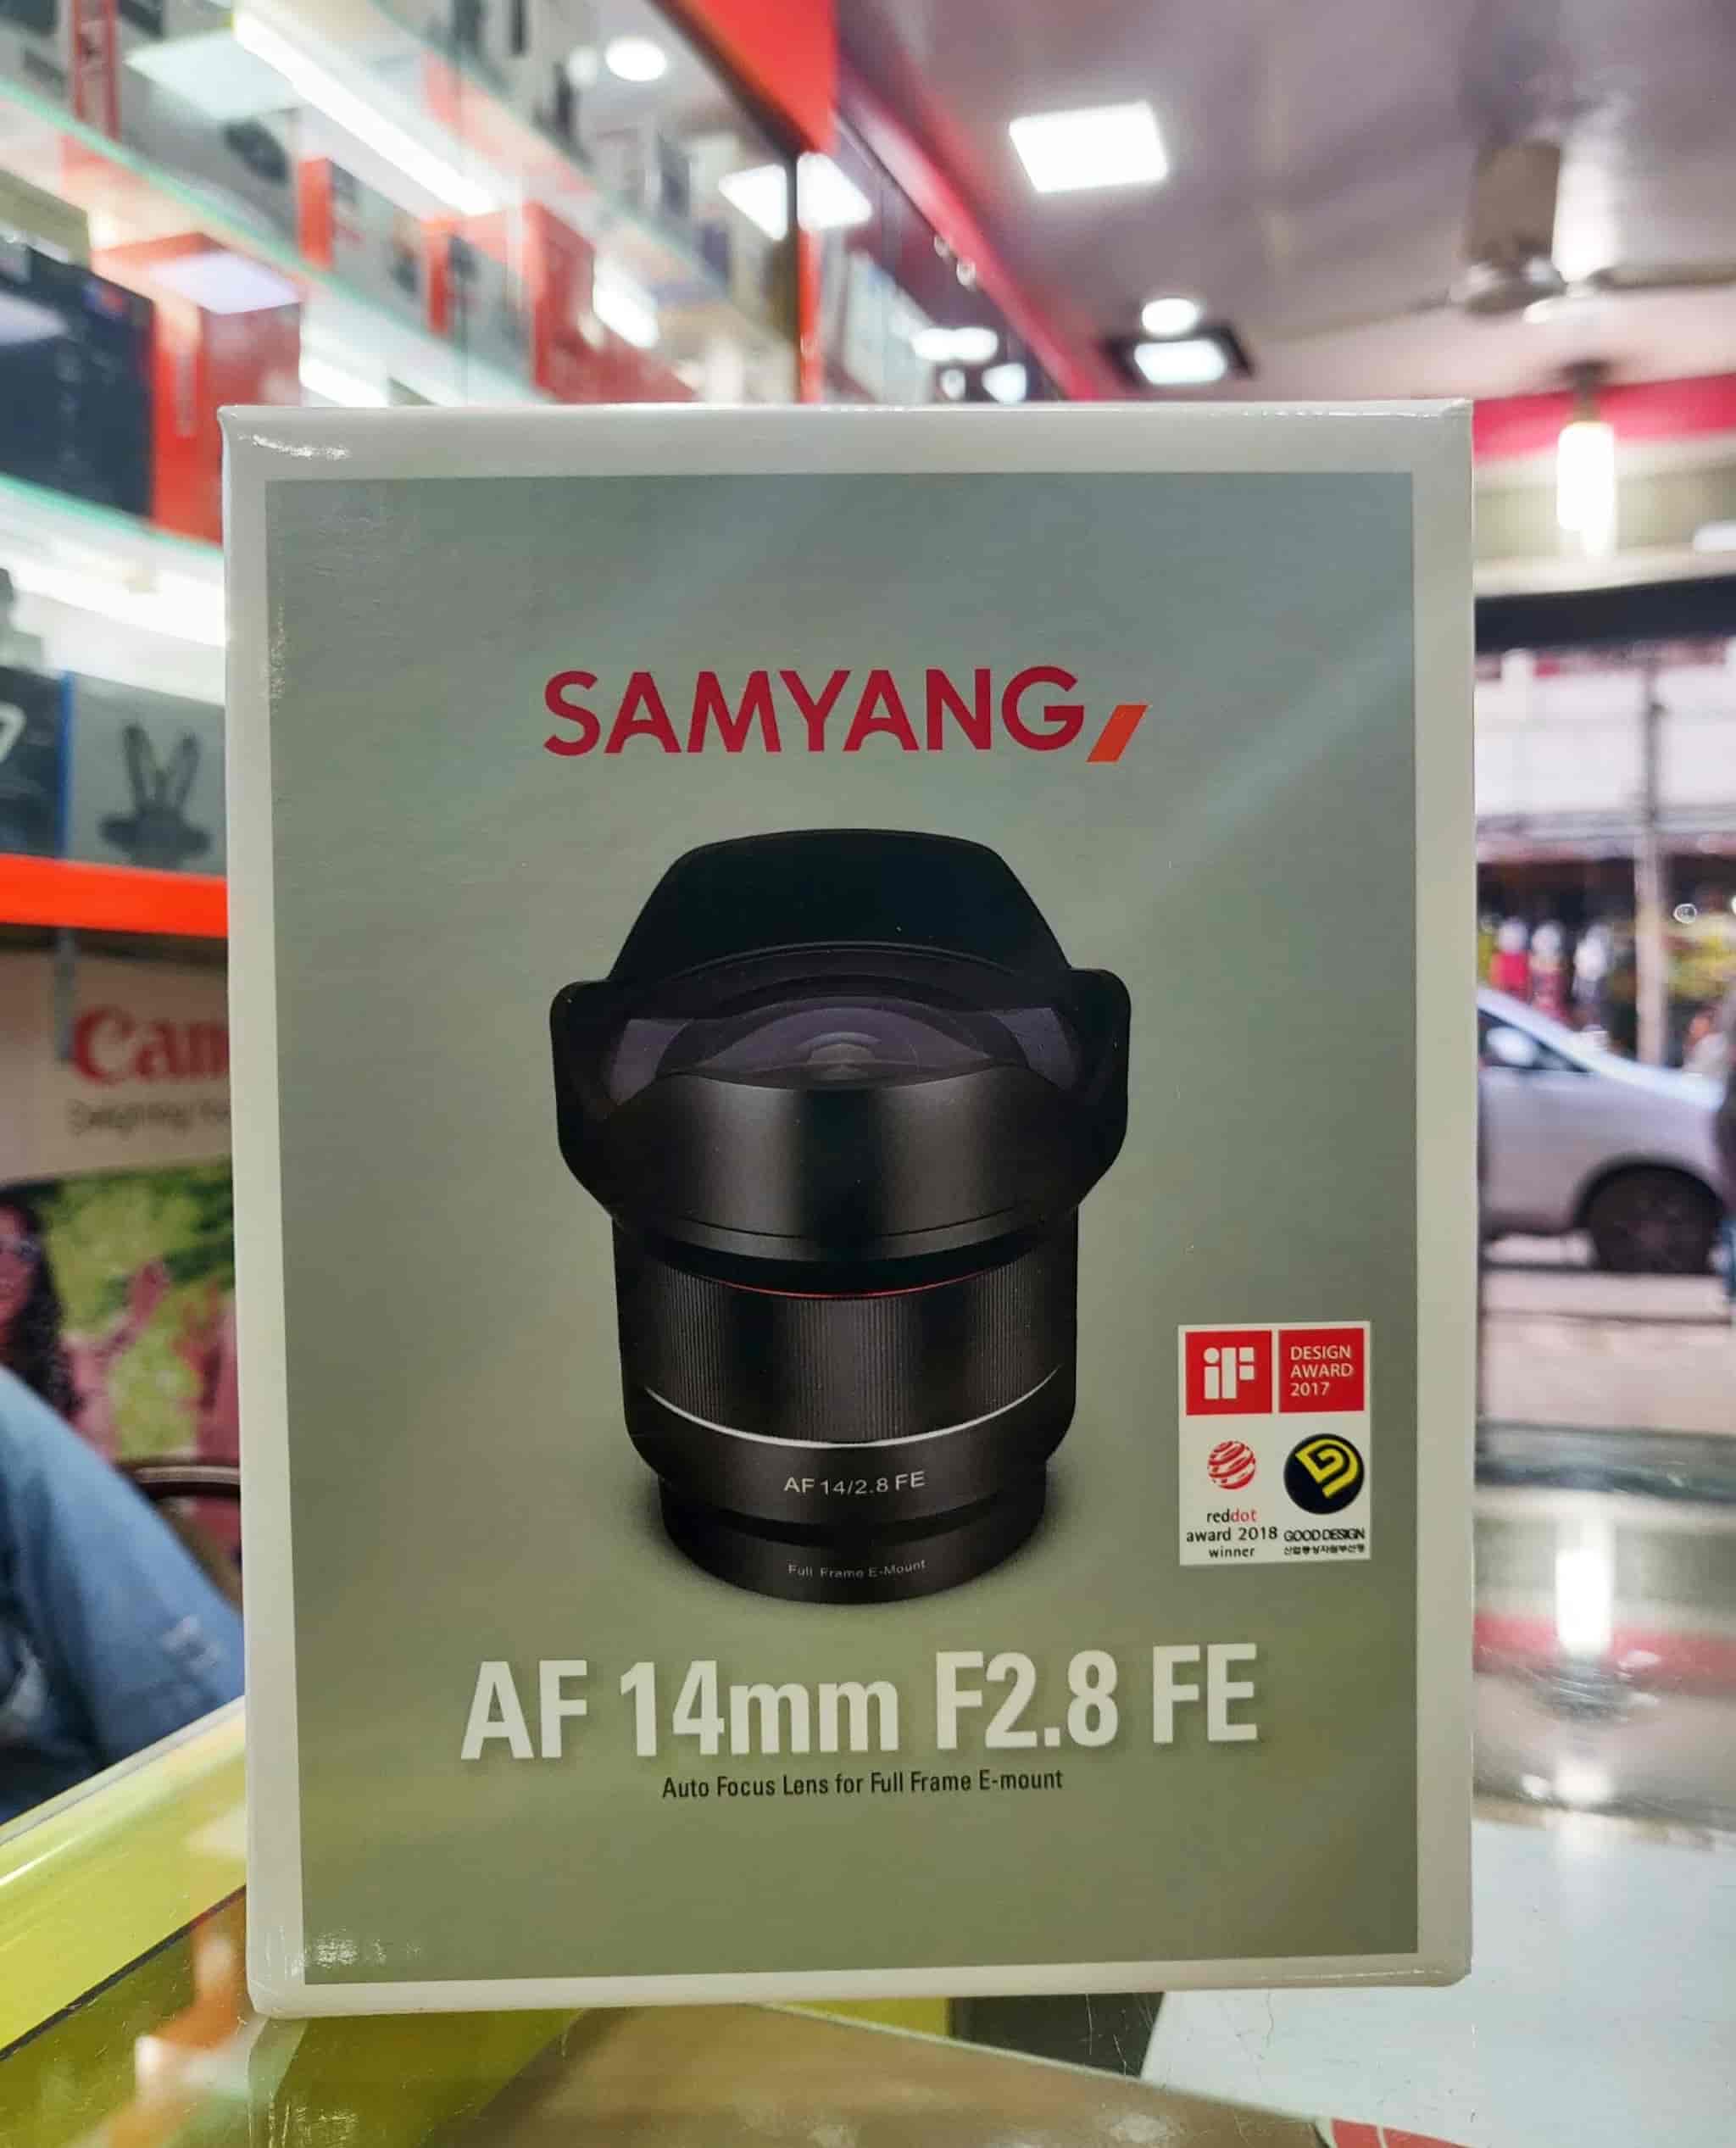 SAMYANG
Can
AF 14/2.8 FE
Full Frame E-Mount
iF
DESIGN
AWARD
2017
reddot
award 2018
winner
GOOD DESIGN
AF 14mm F2.8 FE
Auto Focus Lens for Full Frame E-mount